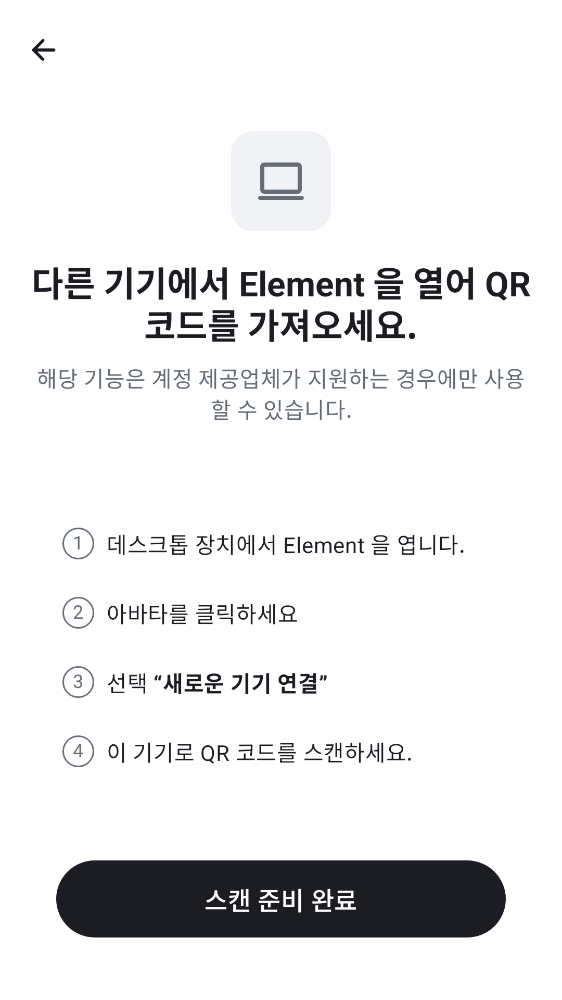 다른 기기에서 Element 을 열어 QR
코드를 가져오세요.
해당 기능은 계정 제공업체가 지원하는 경우에만 사용
할 수 있습니다.
1 데스크톱 장치에서 Element 을 엽니다.
2 아바타를 클릭하세요
3 선택 “새로운 기기 연결”
4 이 기기로 QR 코드를 스캔하세요.
스캔 준비 완료